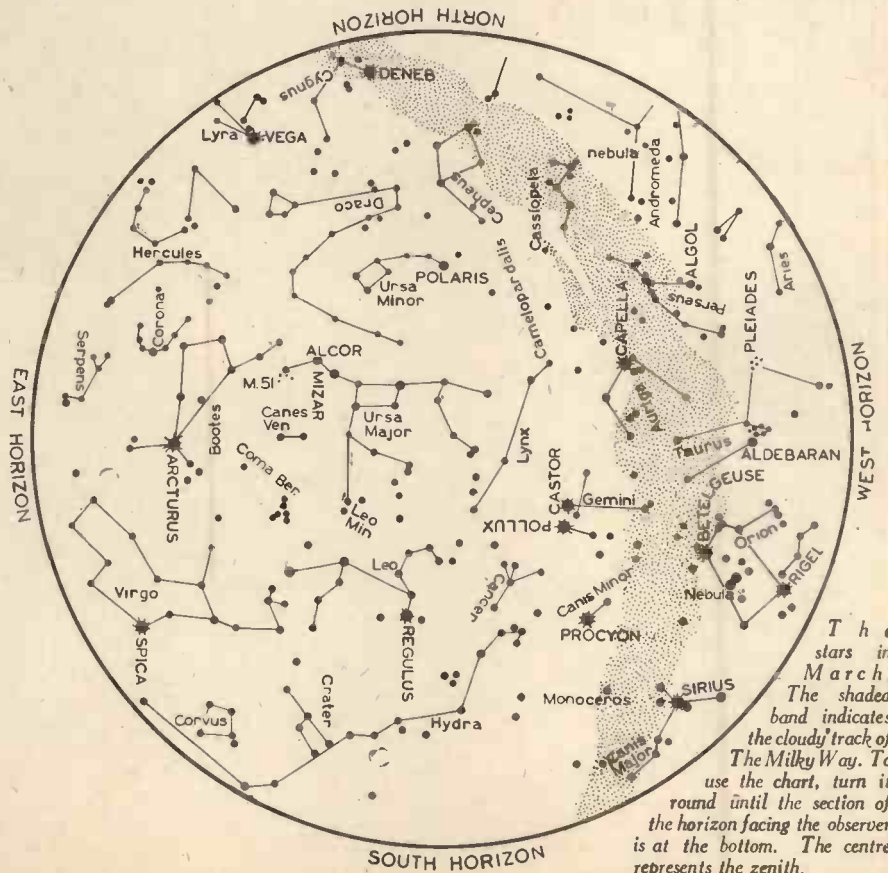 NORTH HORIZON
DENEB
Cygnus
Lyra
VEGA
nebula
Andromeda
Draco
Cepheus
Cassiopeia
Hercules
POLARIS
Ursa
Minor
Camelopardalis
ALGOL
Perseus
Aries
PLEIADES
CAPELLA
Corona
Serpens
ALCOR
MIZAR
M.51
Canes
Ven
Ursa
Major
Auriga
EAST HORIZON
WEST HORIZON
Bootes
ARCTURUS
Coma Ber.
Lynx
Taurus
ALDEBARAN
CASTOR
Gemini
POLLUX
BETELGEUSE
Leo
Min
Orion
RIGEL
Virgo
Leo
Cancer
Canis Minor
Nebula
SPICA
REGULUS
PROCYON
Crater
Monoceros
SIRIUS
Corvus
Hydra
Canis
Major
SOUTH HORIZON
The
stars in
March.
The shaded
band indicates
the cloudy track of
The Milky Way. To
use the chart, turn it
round until the section of
the horizon facing the observer
is at the bottom. The centre
represents the zenith.